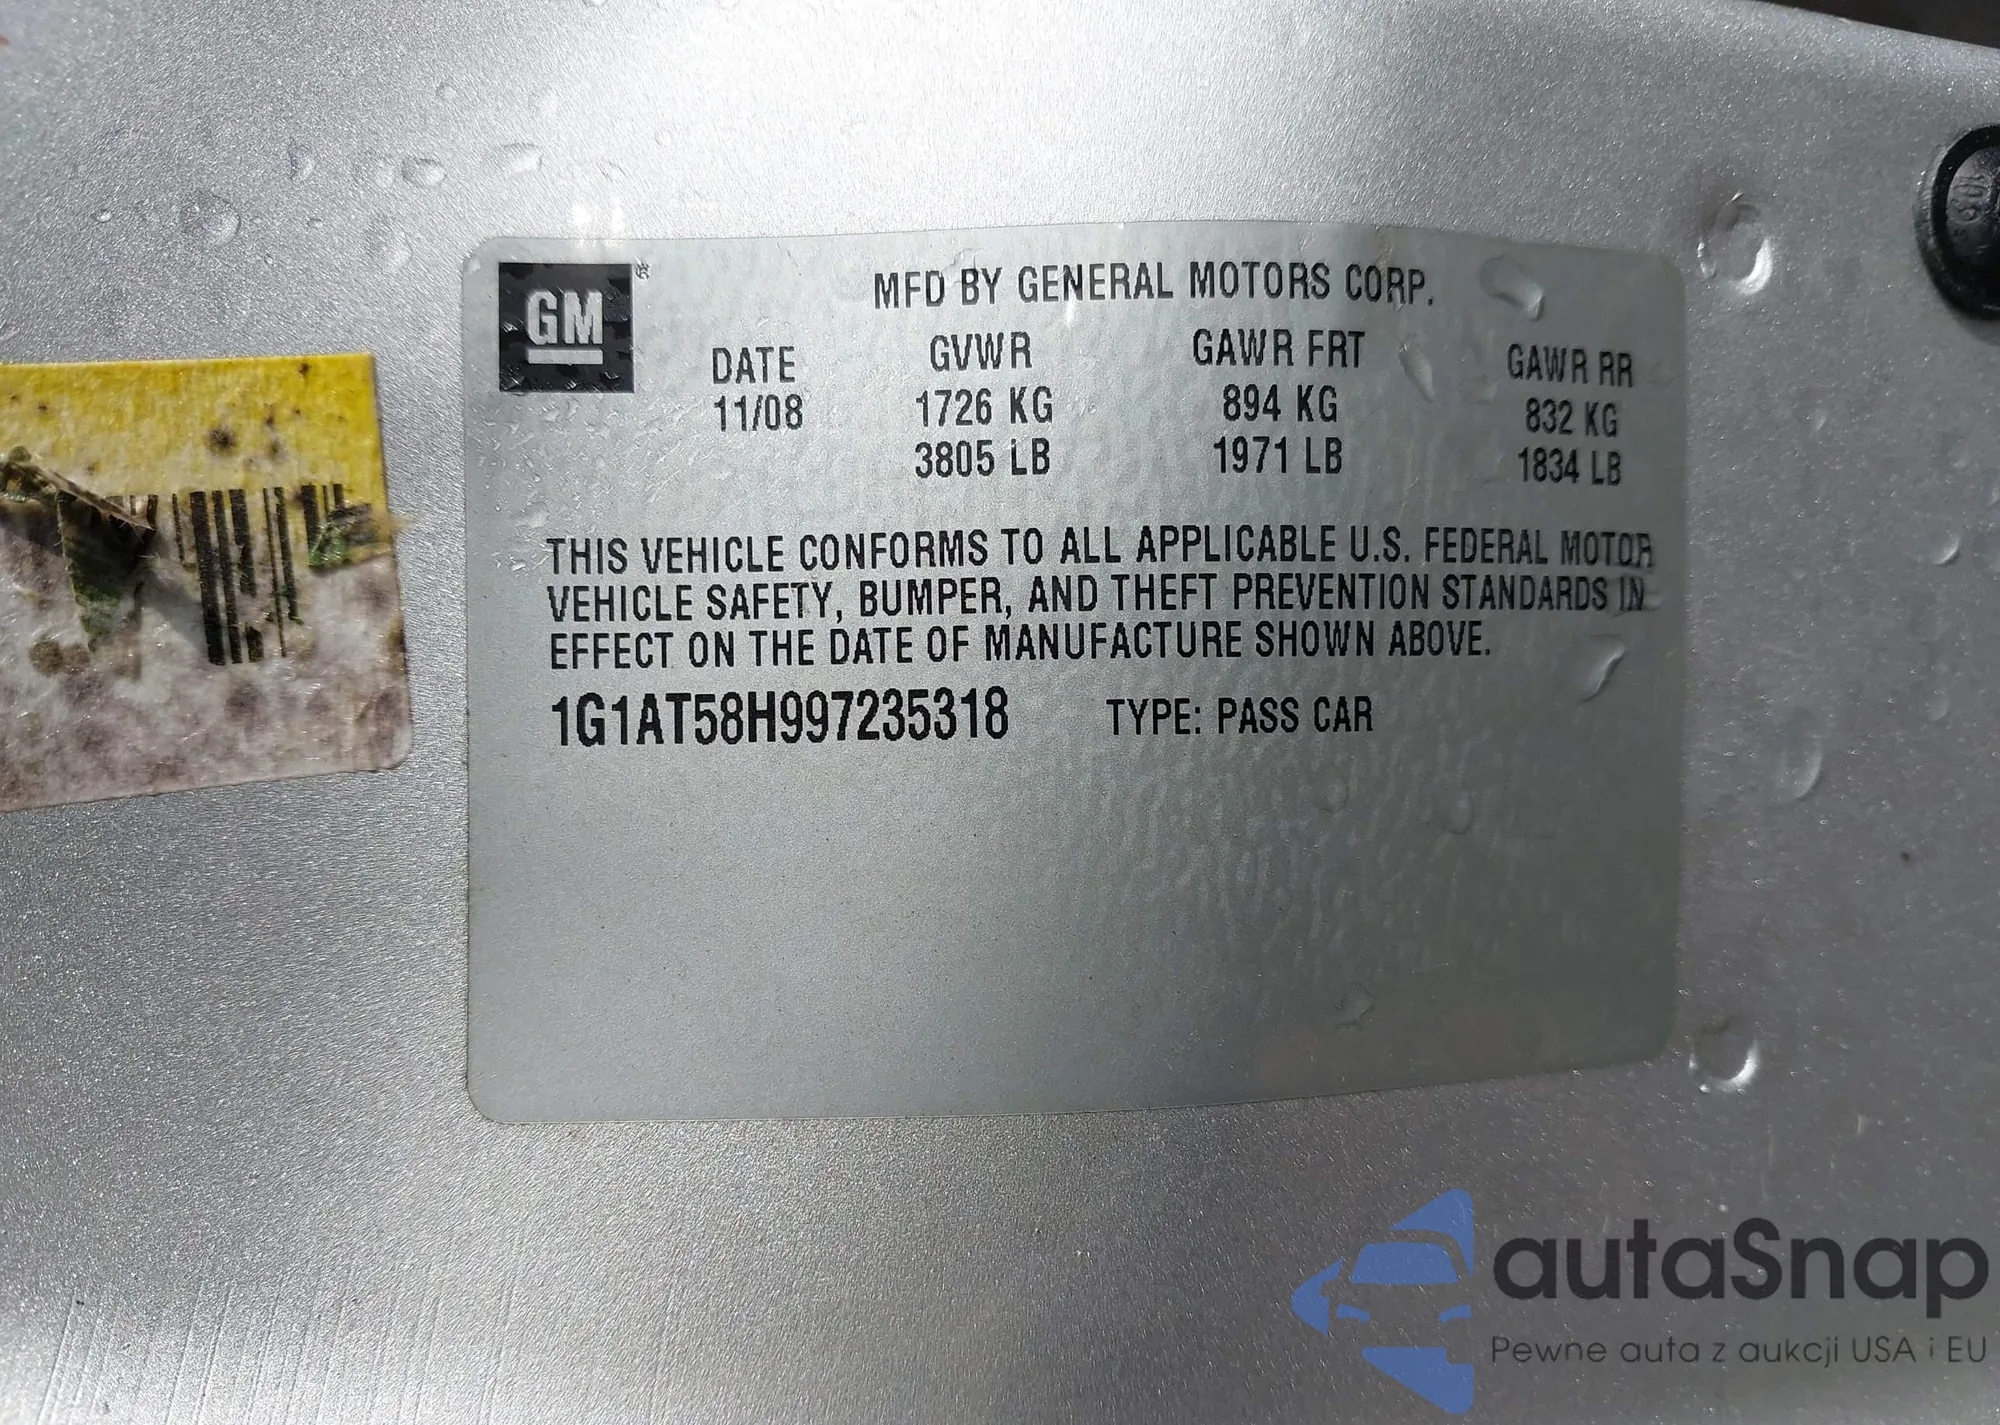 GM®
MFD BY GENERAL MOTORS CORP.
DATE GVWR GAWR FRT GAWR RR
11/08 1726 KG 894 KG 832 KG
3805 LB 1971 LB 1834 LB
THIS VEHICLE CONFORMS TO ALL APPLICABLE U.S. FEDERAL MOTOR
VEHICLE SAFETY, BUMPER, AND THEFT PREVENTION STANDARDS IN
EFFECT ON THE DATE OF MANUFACTURE SHOWN ABOVE.
1G1AT58H997235318 TYPE: PASS CAR
autaSnap
Pewne auta z aukcji USA i EU